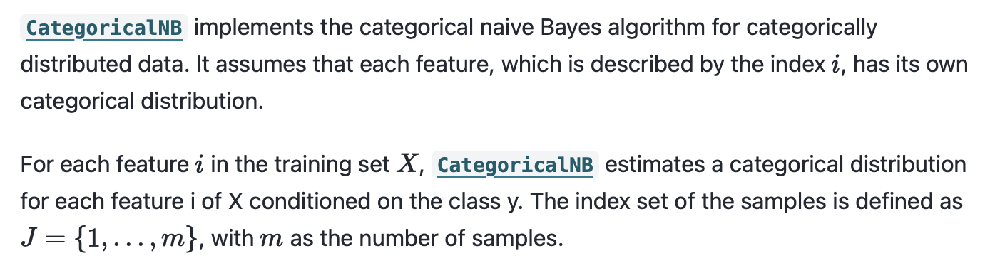 CategoricalNB implements the categorical naive Bayes algorithm for categorically
distributed data. It assumes that each feature, which is described by the index i, has its own
categorical distribution.
For each feature i in the training set X, CategoricalNB estimates a categorical distribution
for each feature i of X conditioned on the class y. The index set of the samples is defined as
J = {1, . . . , m}, with m as the number of samples.